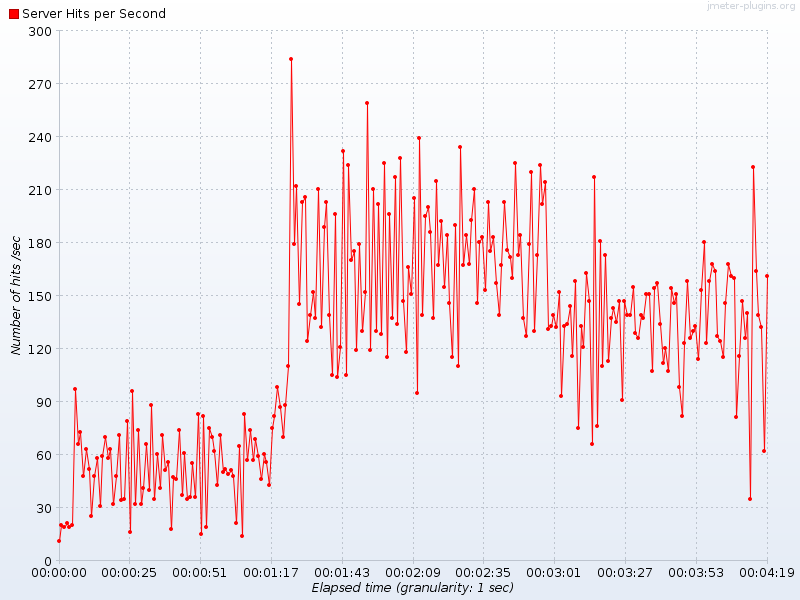 jmeter-plugins.org
Server Hits per Second
300
270
240
210
180
150
120
90
60
30
0
Number of hits /sec
00:00:00 00:00:25 00:00:51 00:01:17 00:01:43 00:02:09 00:02:35 00:03:01 00:03:27 00:03:53 00:04:19
Elapsed time (granularity: 1 sec)